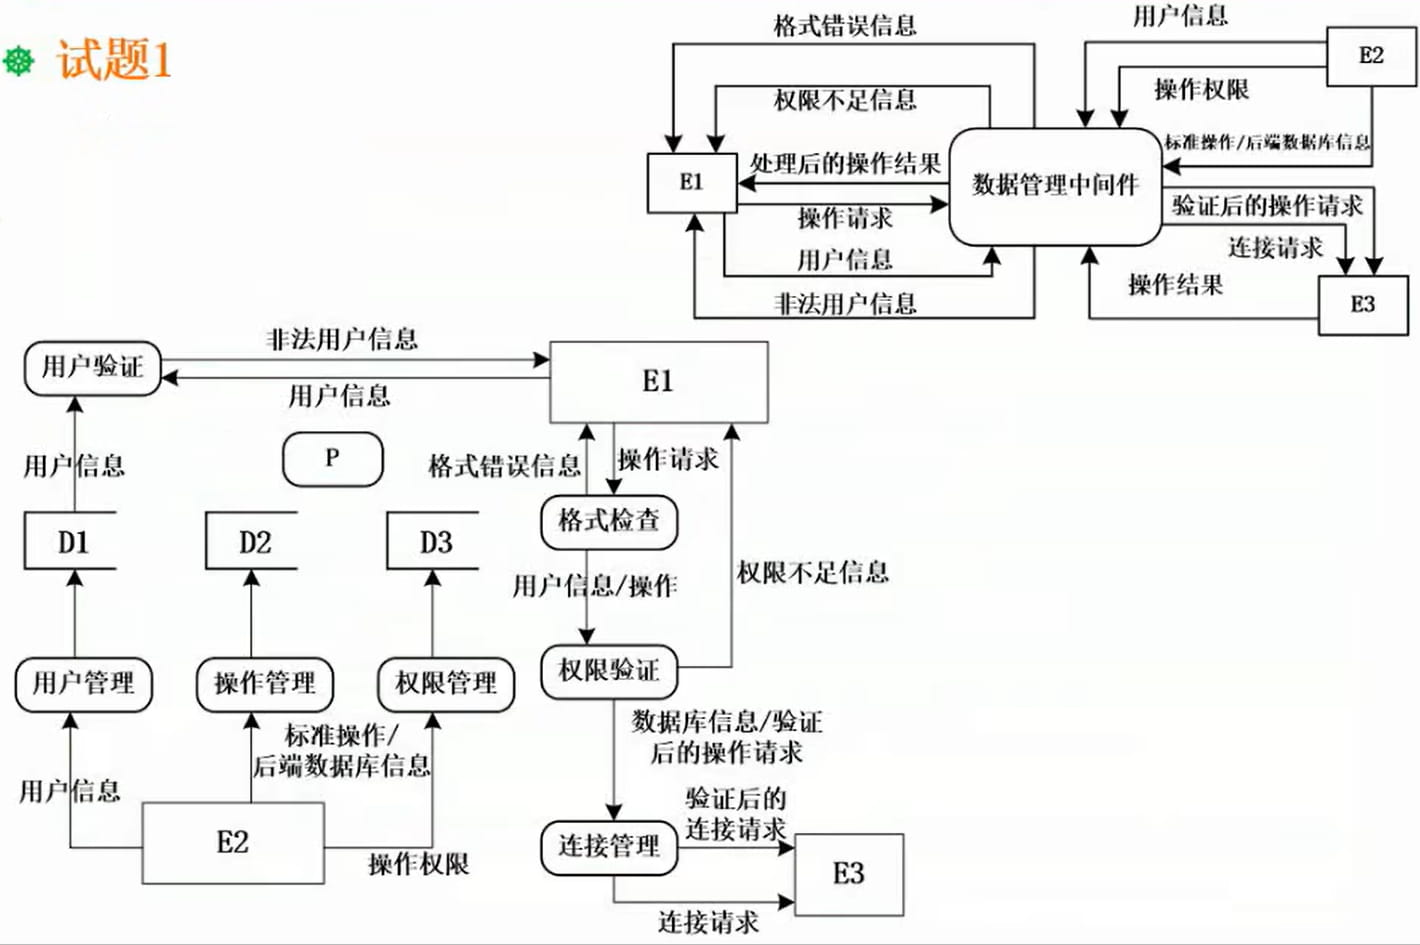 试题1
格式错误信息
用户信息
E2
权限不足信息
操作权限
标准操作/后端数据库信息
E1
处理后的操作结果
数据管理中间件
操作请求
验证后的操作请求
用户信息
连接请求
非法用户信息
操作结果
E3
用户验证
非法用户信息
用户信息
E1
用户信息
P
格式错误信息
操作请求
D1
D2
D3
格式检查
用户信息/操作
权限不足信息
用户管理
操作管理
权限管理
权限验证
标准操作/
后端数据库信息
数据库信息/验证
后的操作请求
用户信息
E2
操作权限
验证后的
连接请求
连接管理
E3
连接请求